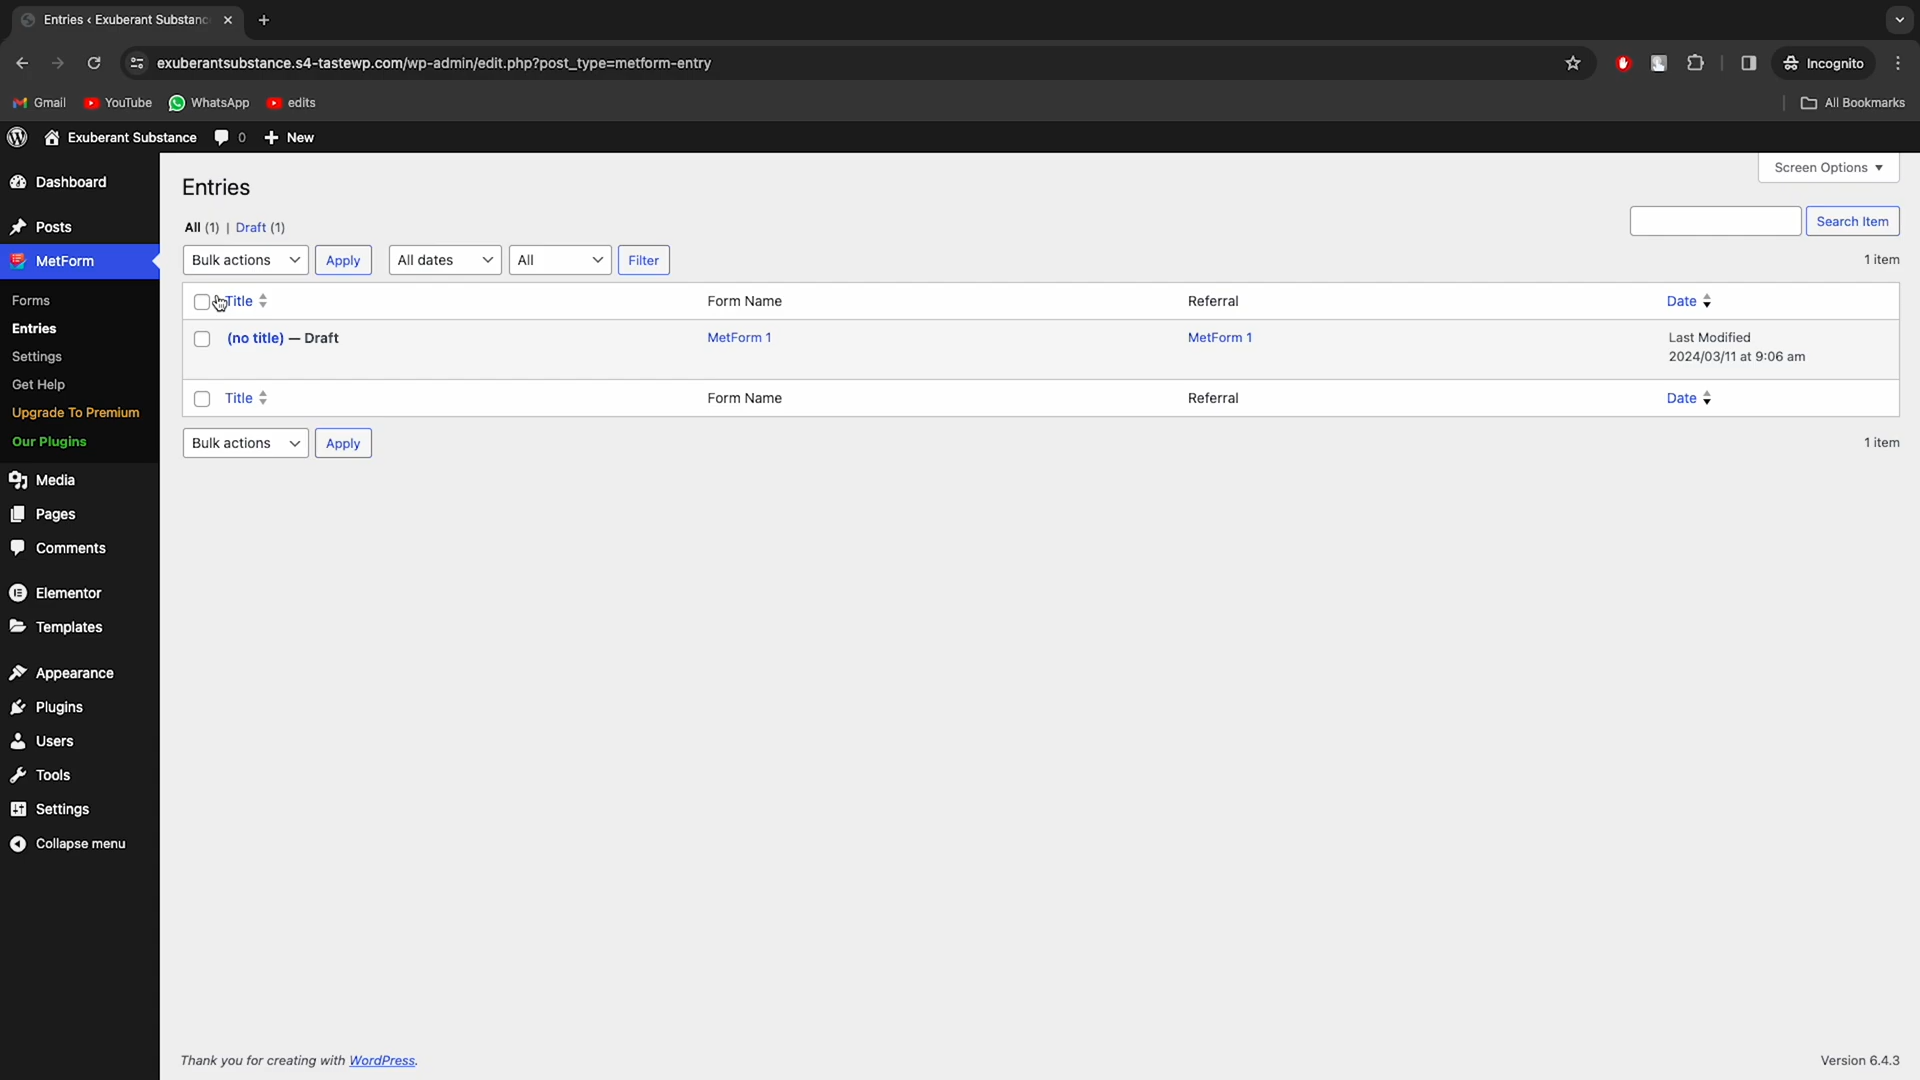 Entries ‹ Exuberant Substanc
exuberantsubstance.s4-tastewp.com/wp-admin/edit.php?post_type=metform-entry
Incognito
Gmail YouTube WhatsApp edits
All Bookmarks
Exuberant Substance 0 New
Dashboard
Posts
MetForm
Forms
Entries
Settings
Get Help
Upgrade To Premium
Our Plugins
Media
Pages
Comments
Elementor
Templates
Appearance
Plugins
Users
Tools
Settings
Collapse menu
Screen Options
Entries
All (1) | Draft (1)
Search Item
Bulk actions Apply All dates All Filter 1 item
Title Form Name Referral Date
(no title) — Draft MetForm 1 MetForm 1 Last Modified
2024/03/11 at 9:06 am
Title Form Name Referral Date
Bulk actions Apply 1 item
Thank you for creating with WordPress. Version 6.4.3